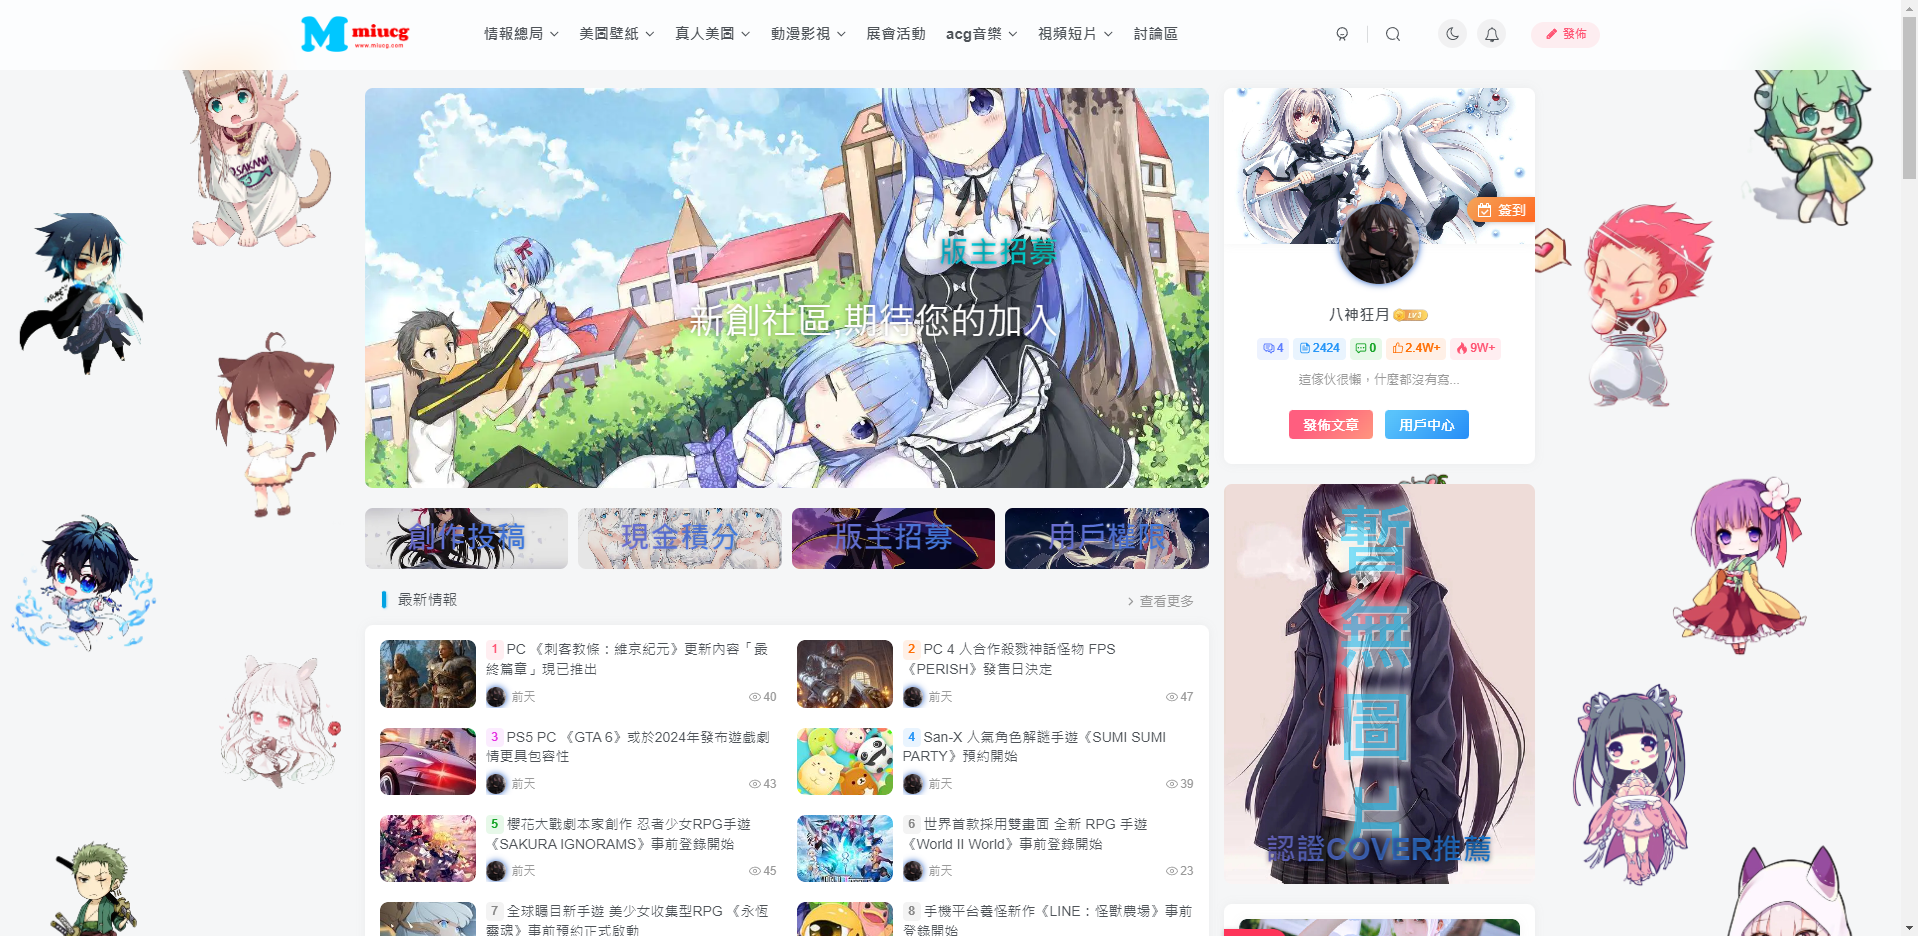 miucg
www.miucg.com
情報總局 美圖壁紙 真人美圖 動漫影視 展會活動 acg音樂 視頻短片 討論區
發佈
版主招募
新創社區,期待您的加入
簽到
八神狂月 LV1
4 2424 0 2.4W+ 9W+
這傢伙很懶，什麼都沒有寫...
發佈文章 用戶中心
創作投稿 現金積分 版主招募 用戶權限
暫無圖片
認證COVER推薦
最新情報
查看更多
1 PC 《刺客教條：維京紀元》更新內容「最
終篇章」現已推出
前天 40
2 PC 4 人合作殺戮神話怪物 FPS
《PERISH》發售日決定
前天 47
3 PS5 PC 《GTA 6》或於2024年發布遊戲劇
情更具包容性
前天 43
4 San-X 人氣角色解謎手遊《SUMI SUMI
PARTY》預約開始
前天 39
5 櫻花大戰劇本家創作 忍者少女RPG手遊
《SAKURA IGNORAMS》事前登錄開始
前天 45
6 世界首款採用雙畫面 全新 RPG 手遊
《World II World》事前登錄開始
前天 23
7 全球矚目新手遊 美少女收集型RPG 《永恆
靈魂》事前預約正式啟動
8 手機平台養怪新作《LINE：怪獸農場》事前
登錄開始